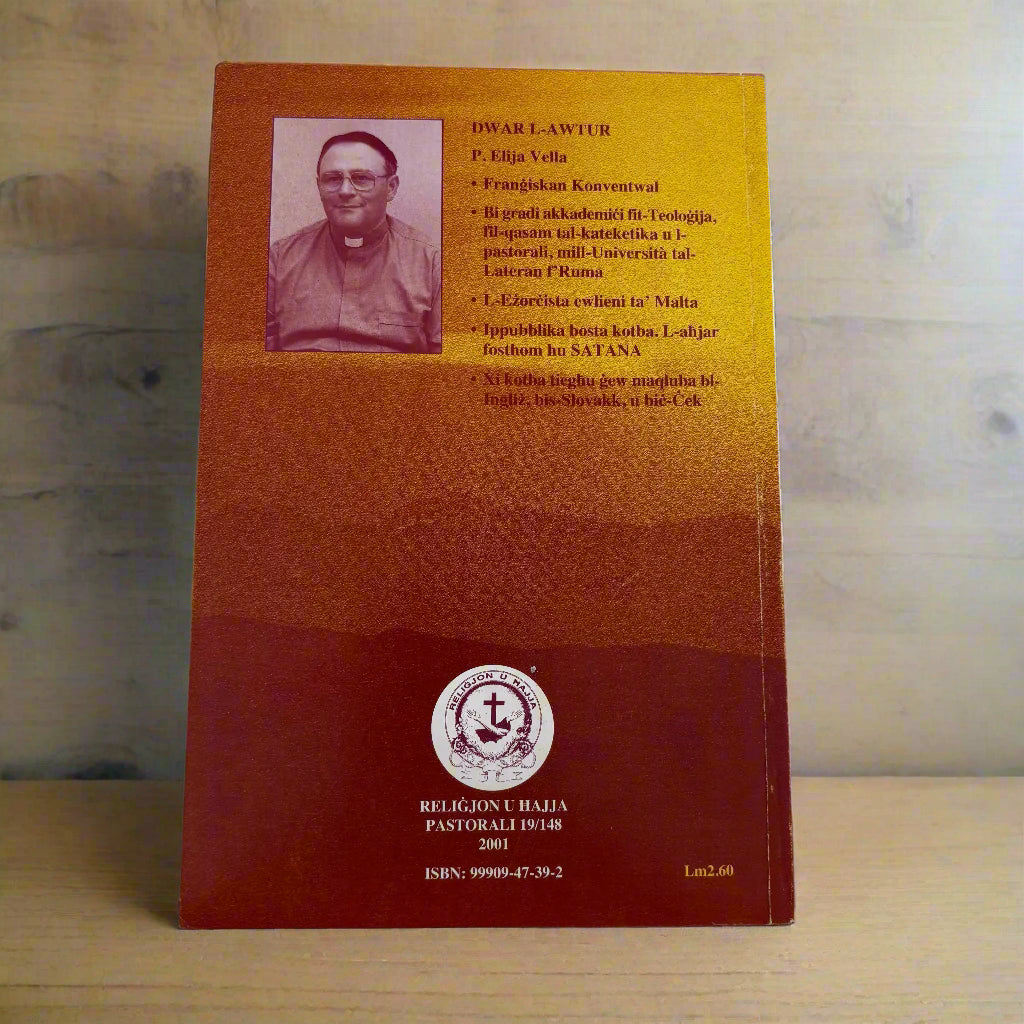 DWAR L-AWTUR
P. Elija Vella
• Franġiskan Konventwal
• Bi gradi akkademiċi fit-Teoloġija,
fil-qasam tal-kateketika u l-
pastorali, mill-Università tal-
Lateran f'Ruma
• L-Eżorċista ewlieni ta' Malta
• Ippubblika bosta kotba. L-aħjar
fosthom hu SATANA
• Xi kotba tiegħu ġew maqluba bl-
Ingliż, bis-Slovakk, u biċ-Ċek
RELIĠJON U ĦAJJA
RELIĠJON U ĦAJJA
PASTORALI 19/148
2001
ISBN: 99909-47-39-2
Lm2.60